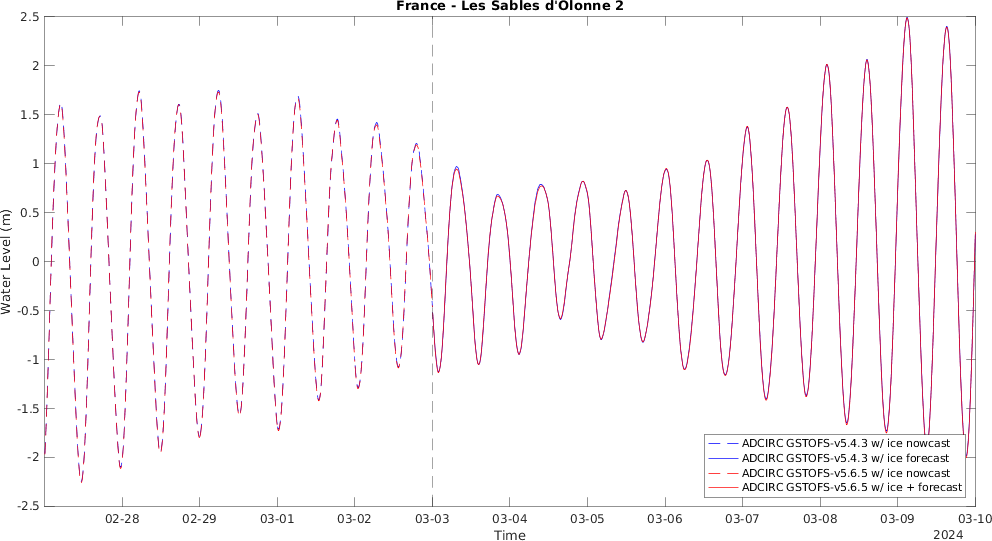 France - Les Sables d'Olonne 2
2.5
2
1.5
1
0.5
0
-0.5
-1
-1.5
-2
-2.5
Water Level (m)
ADCIRC GSTOFS-v5.4.3 w/ ice nowcast
ADCIRC GSTOFS-v5.4.3 w/ ice forecast
ADCIRC GSTOFS-v5.6.5 w/ ice nowcast
ADCIRC GSTOFS-v5.6.5 w/ ice + forecast
02-28 02-29 03-01 03-02 03-03 03-04 03-05 03-06 03-07 03-08 03-09 03-10
Time
2024